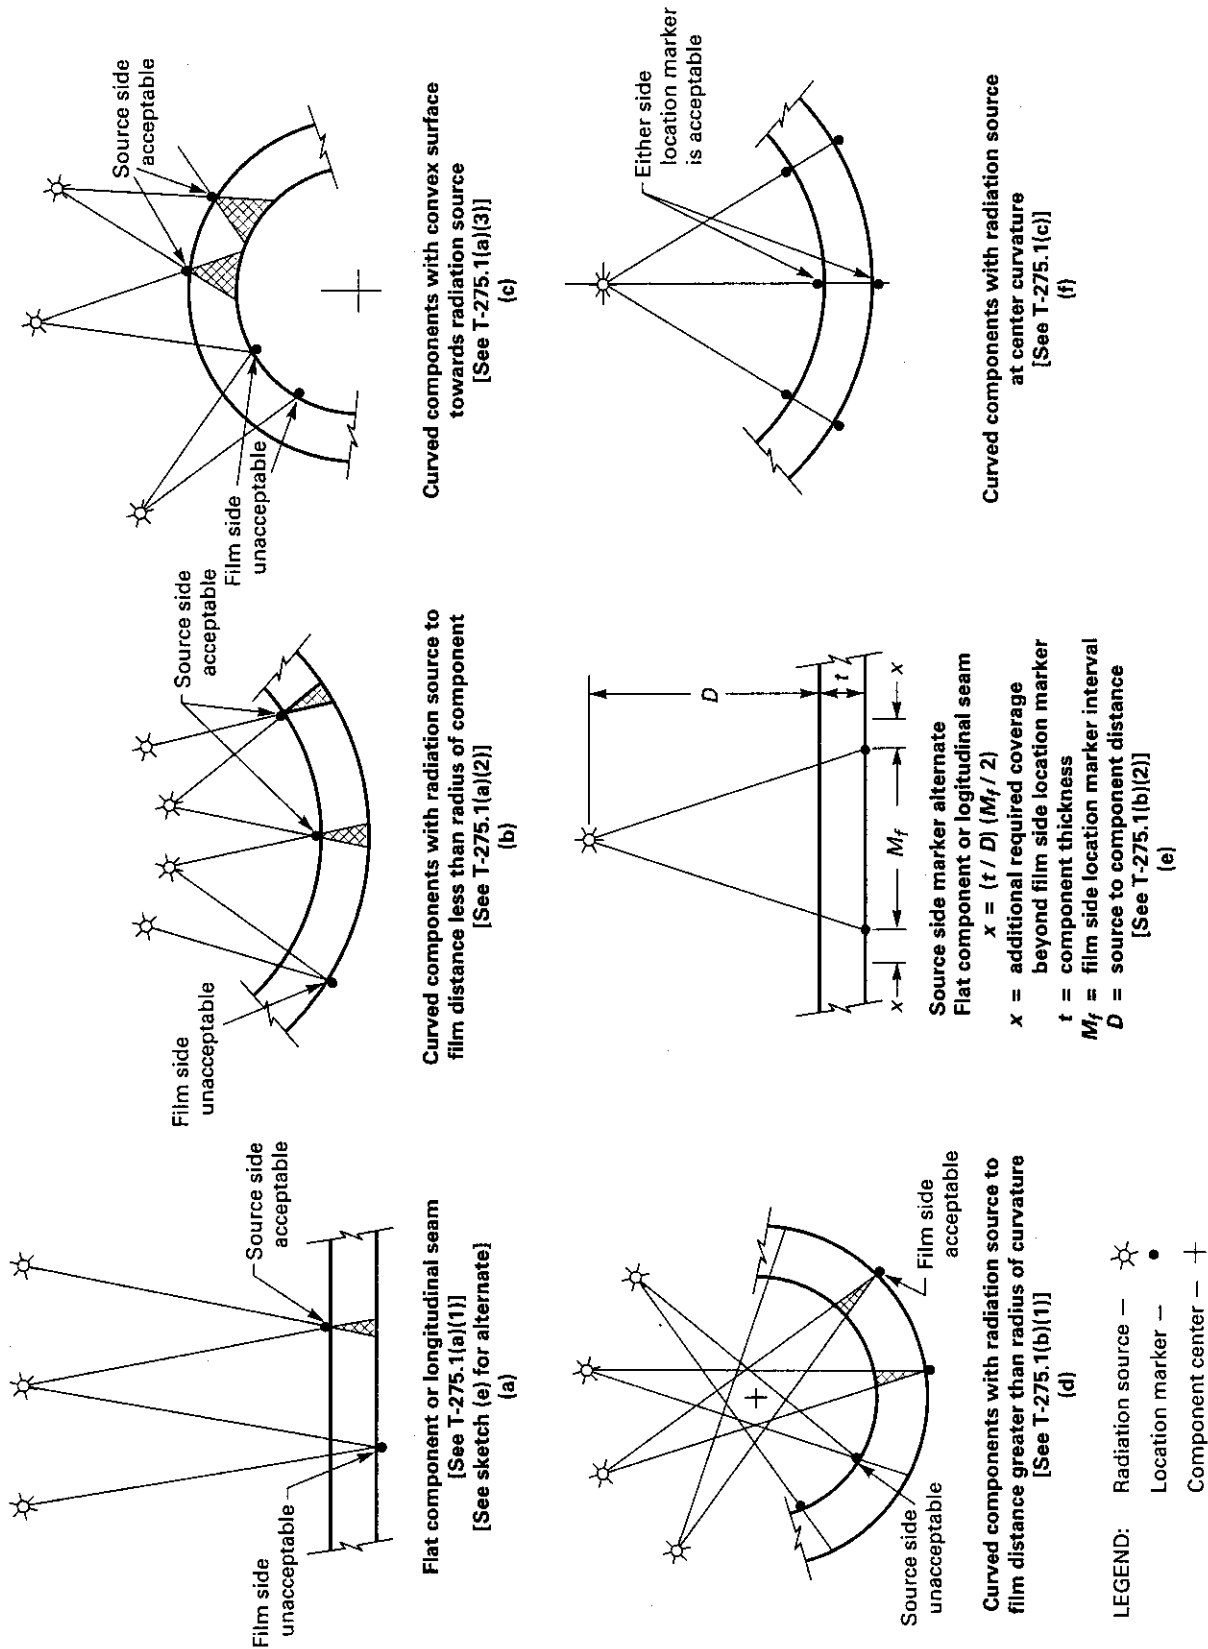 Film side
unacceptable
Source side
acceptable
Flat component or longitudinal seam
[See T-275.1(a)(1)]
[See sketch (e) for alternate]
(a)
Film side
unacceptable
Source side
acceptable
Curved components with radiation source to
film distance less than radius of component
[See T-275.1(a)(2)]
(b)
Film side
unacceptable
Source side
acceptable
Curved components with convex surface
towards radiation source
[See T-275.1(a)(3)]
(c)
Source side
unacceptable
Film side
acceptable
Curved components with radiation source to
film distance greater than radius of curvature
[See T-275.1(b)(1)]
(d)
D
t
x
Mf
x
Source side marker alternate
Flat component or logitudinal seam
x = (t / D) (Mf / 2)
x = additional required coverage
beyond film side location marker
t = component thickness
Mf = film side location marker interval
D = source to component distance
[See T-275.1(b)(2)]
(e)
Either side
location marker
is acceptable
Curved components with radiation source
at center curvature
[See T-275.1(c)]
(f)
LEGEND: Radiation source —
Location marker —
Component center —